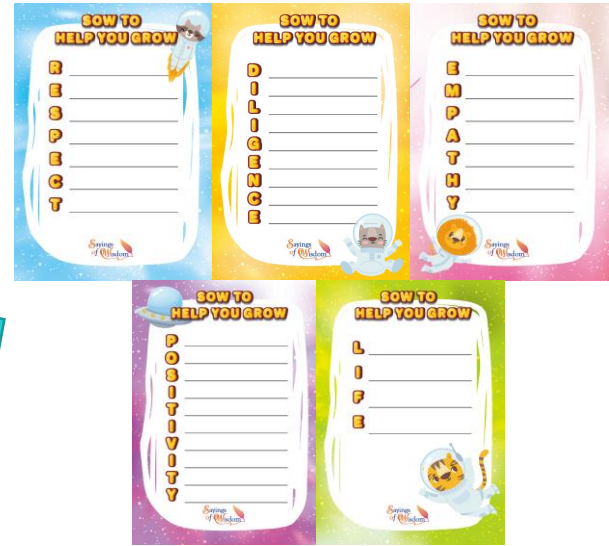 SOW TO
HELP YOU GROW
R
E
S
P
E
C
T
Sayings
of Wisdom
SOW TO
HELP YOU GROW
D
I
L
I
G
E
N
C
E
Sayings
of Wisdom
SOW TO
HELP YOU GROW
E
M
P
A
T
H
Y
Sayings
of Wisdom
SOW TO
HELP YOU GROW
P
O
S
I
T
I
V
I
T
Y
Sayings
of Wisdom
SOW TO
HELP YOU GROW
L
I
F
E
Sayings
of Wisdom